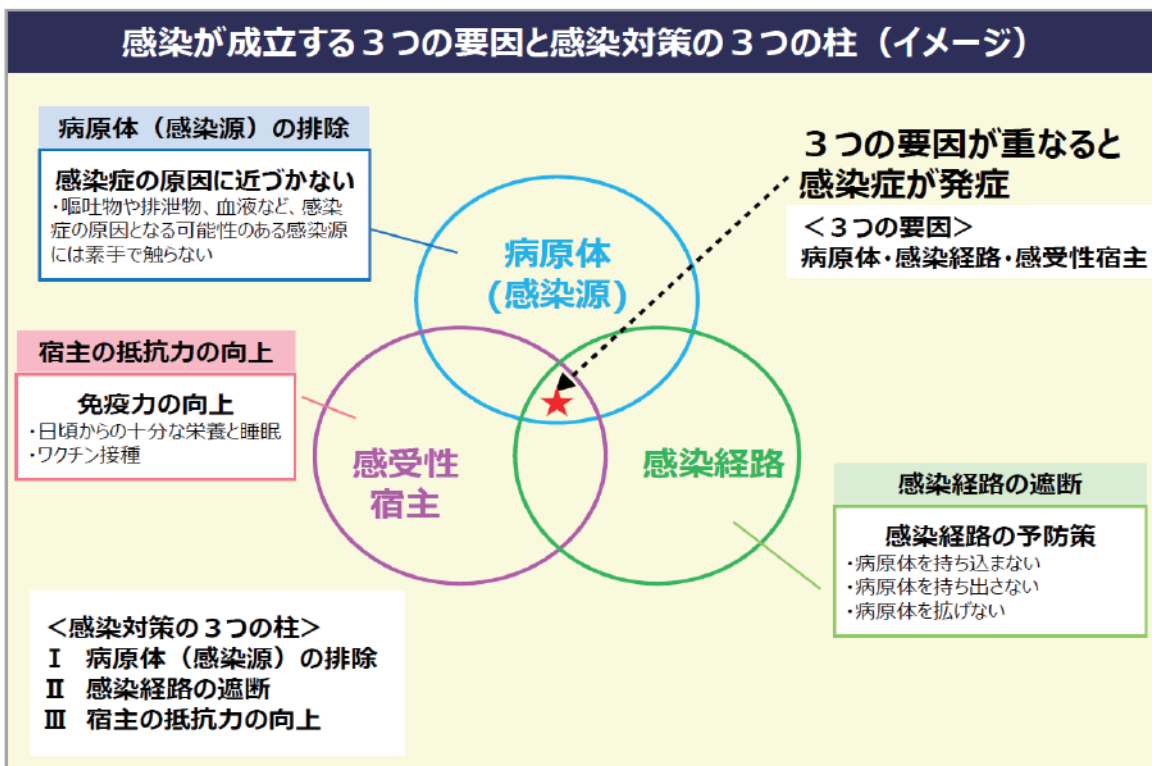 感染が成立する３つの要因と感染対策の３つの柱（イメージ）
病原体（感染源）の排除
感染症の原因に近づかない
・嘔吐物や排泄物、血液など、感染
症の原因となる可能性のある感染源
には素手で触らない
３つの要因が重なると
感染症が発症
＜３つの要因＞
病原体・感染経路・感受性宿主
病原体
(感染源)
宿主の抵抗力の向上
免疫力の向上
・日頃からの十分な栄養と睡眠
・ワクチン接種
感受性
宿主
感染経路
感染経路の遮断
感染経路の予防策
・病原体を持ち込まない
・病原体を持ち出さない
・病原体を拡げない
＜感染対策の３つの柱＞
Ⅰ　病原体（感染源）の排除
Ⅱ　感染経路の遮断
Ⅲ　宿主の抵抗力の向上